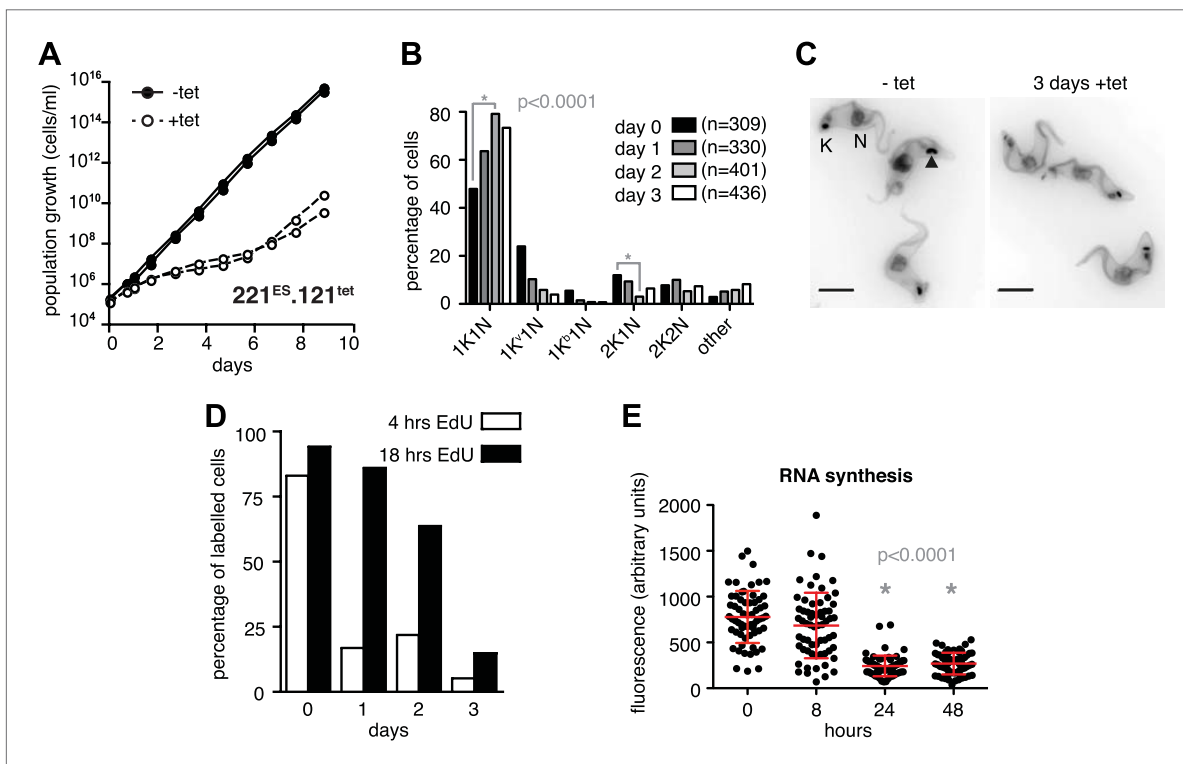 A
population growth (cells/ml)
10^16
10^14
10^12
10^10
10^8
10^6
10^4
-tet
+tet
221^ES.121^tet
0 2 4 6 8 10
days
B
percentage of cells
80
60
40
20
0
* p<0.0001
day 0 (n=309)
day 1 (n=330)
day 2 (n=401)
day 3 (n=436)
*
1K1N 1K^v1N 1K^b1N 2K1N 2K2N other
C
- tet 3 days +tet
K N
D
percentage of labelled cells
4 hrs EdU
18 hrs EdU
100
75
50
25
0
0 1 2 3
days
E
RNA synthesis
fluorescence (arbitrary units)
2000
1500
1000
500
0
p<0.0001
* *
0 8 24 48
hours